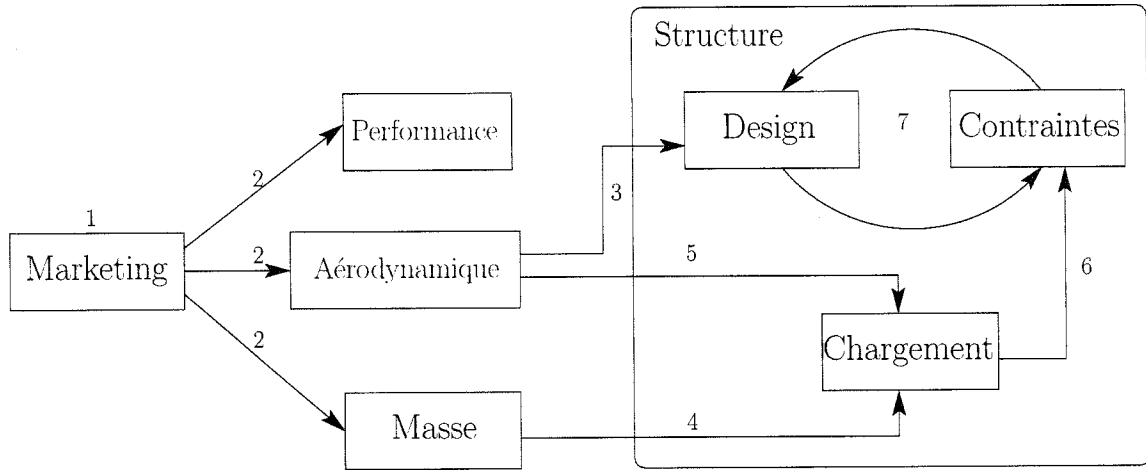 Structure
Performance
Design
7
Contraintes
2
3
1
Marketing
2
Aérodynamique
5
6
2
Chargement
Masse
4